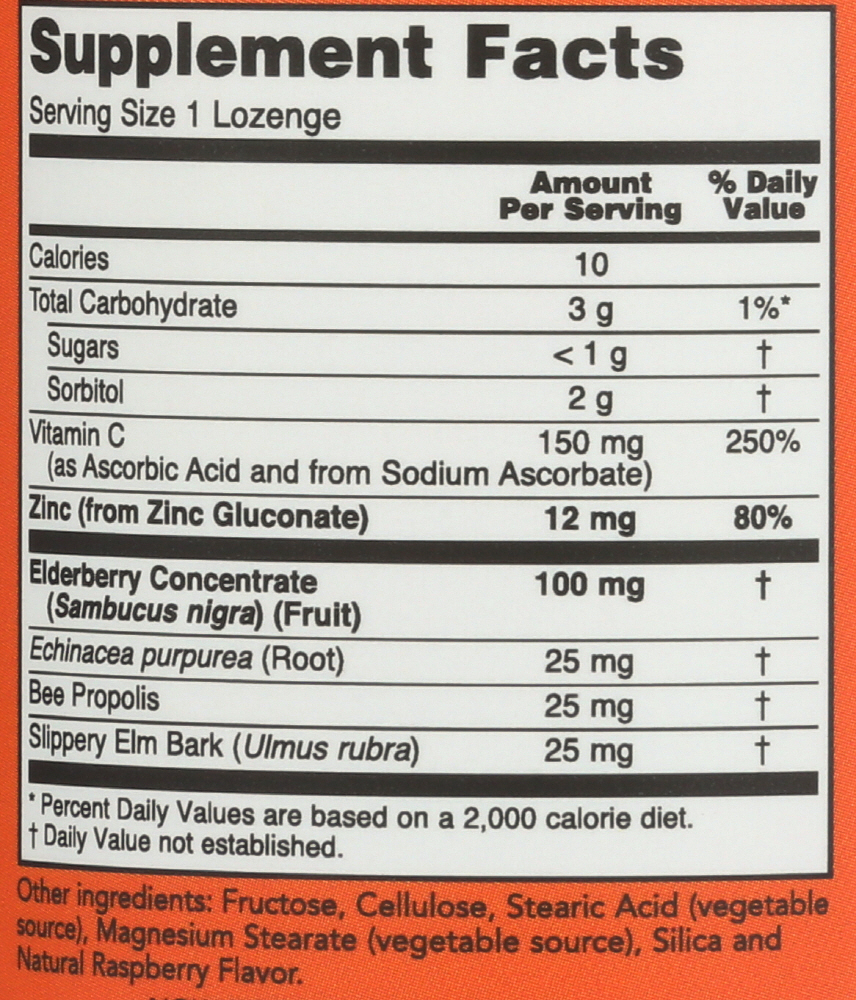 Supplement Facts
Serving Size 1 Lozenge
Amount Per Serving % Daily Value
Calories 10
Total Carbohydrate 3 g 1%*
Sugars < 1 g †
Sorbitol 2 g †
Vitamin C 150 mg 250%
(as Ascorbic Acid and from Sodium Ascorbate)
Zinc (from Zinc Gluconate) 12 mg 80%
Elderberry Concentrate 100 mg †
(Sambucus nigra) (Fruit)
Echinacea purpurea (Root) 25 mg †
Bee Propolis 25 mg †
Slippery Elm Bark (Ulmus rubra) 25 mg †
* Percent Daily Values are based on a 2,000 calorie diet.
† Daily Value not established.
Other ingredients: Fructose, Cellulose, Stearic Acid (vegetable
source), Magnesium Stearate (vegetable source), Silica and
Natural Raspberry Flavor.